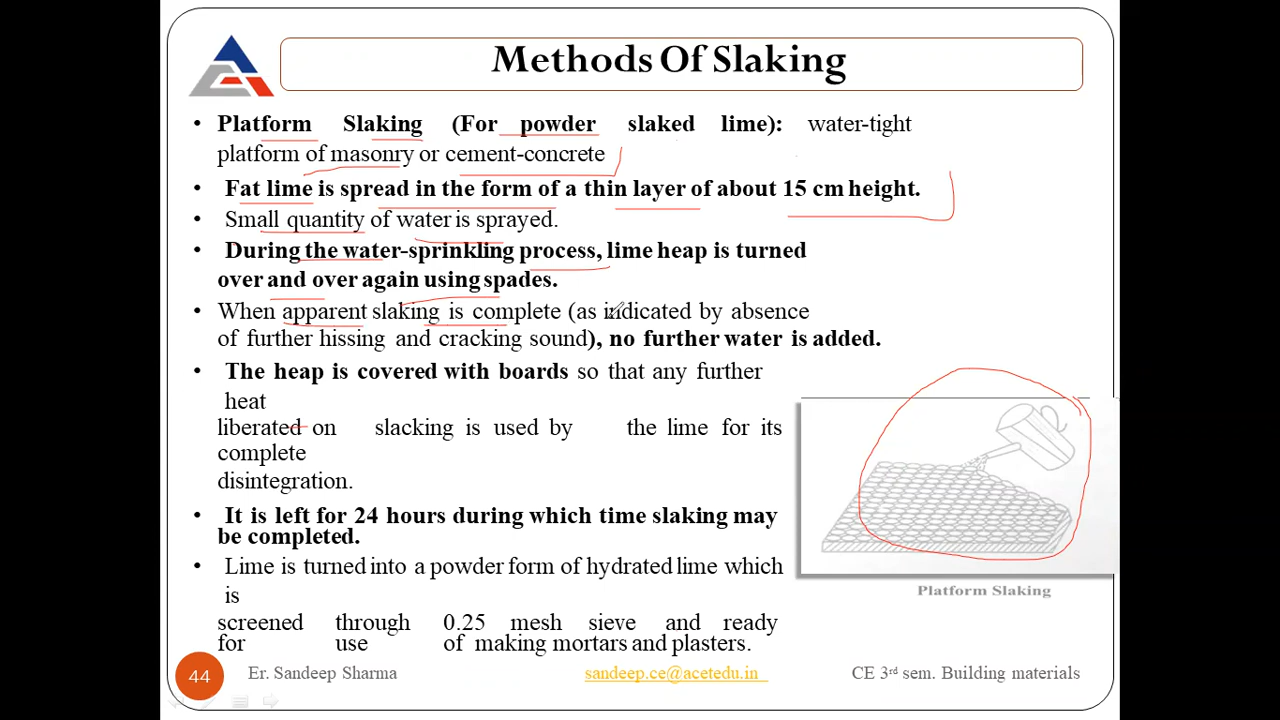 Methods Of Slaking
• Platform Slaking (For powder slaked lime): water-tight
platform of masonry or cement-concrete
• Fat lime is spread in the form of a thin layer of about 15 cm height.
• Small quantity of water is sprayed.
• During the water-sprinkling process, lime heap is turned
over and over again using spades.
• When apparent slaking is complete (as indicated by absence
of further hissing and cracking sound), no further water is added.
• The heap is covered with boards so that any further
heat
liberated on slacking is used by the lime for its
complete
disintegration.
• It is left for 24 hours during which time slaking may
be completed.
• Lime is turned into a powder form of hydrated lime which
is
screened through 0.25 mesh sieve and ready
for use of making mortars and plasters.
Platform Slaking
44 Er. Sandeep Sharma sandeep.ce@acetedu.in CE 3rd sem. Building materials